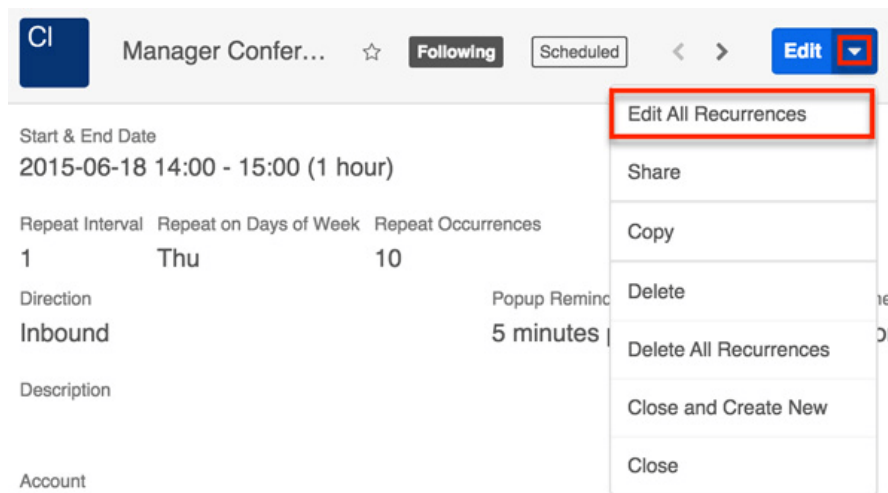 Cl Manager Confer... Following Scheduled Edit
Edit All Recurrences
Start & End Date
2015-06-18 14:00 - 15:00 (1 hour)
Share
Repeat Interval Repeat on Days of Week Repeat Occurrences
Copy
1 Thu 10
Direction Popup Remind
Delete
Inbound 5 minutes
Delete All Recurrences
Description
Close and Create New
Close
Account